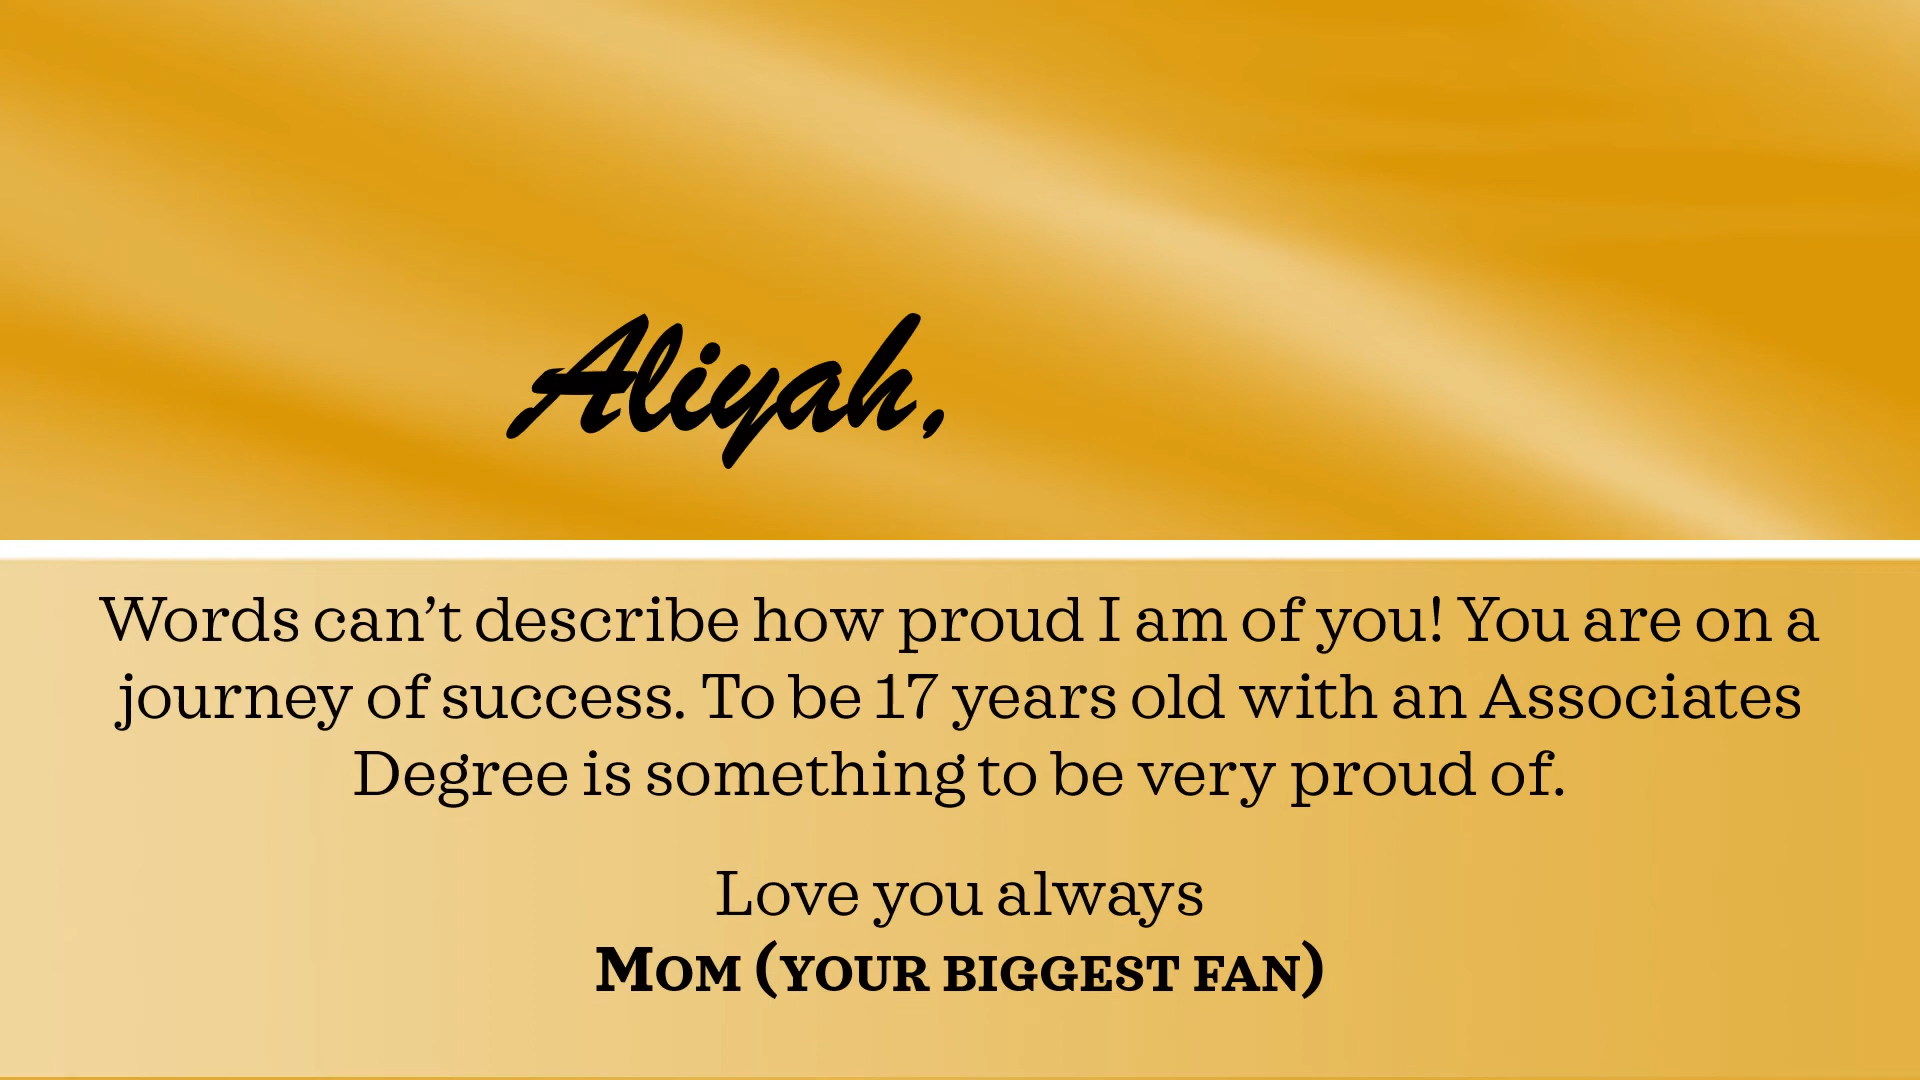 Aliyah,
Words can’t describe how proud I am of you! You are on a
journey of success. To be 17 years old with an Associates
Degree is something to be very proud of.
Love you always
Mom (your biggest fan)